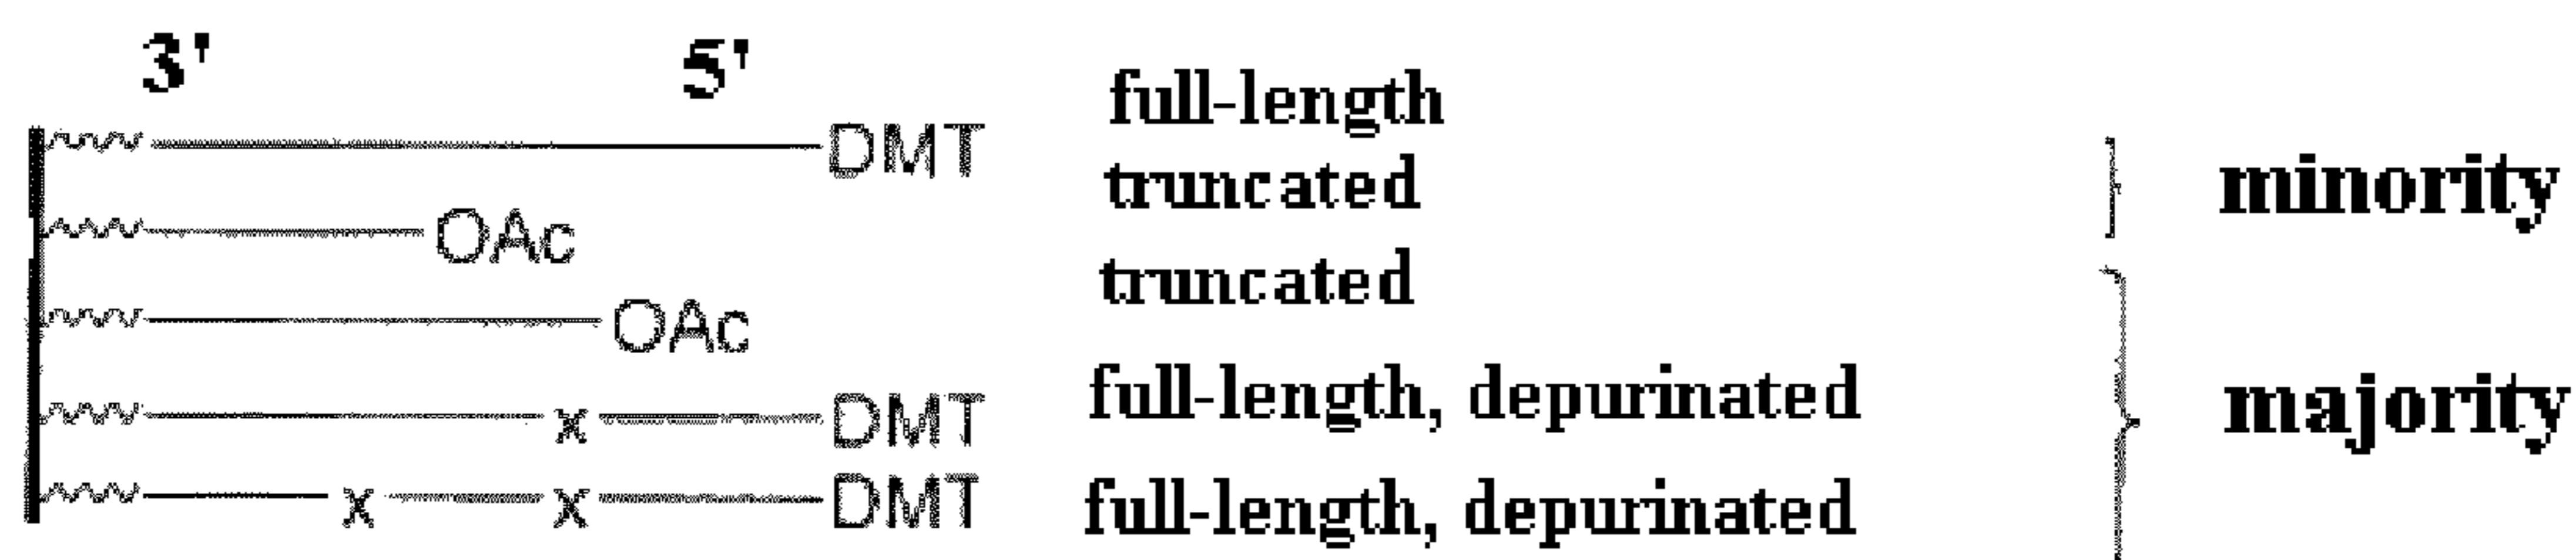 3' 5'
full-length
DMT
truncated
minority
OAc
truncated
OAc
full-length, depurinated
majority
x DMT
full-length, depurinated
x x DMT